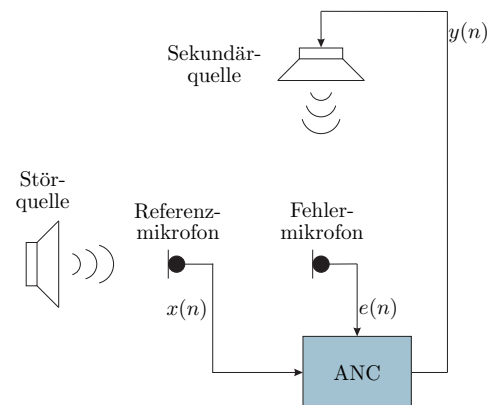 Sekundär-
quelle
y(n)
Stör-
quelle
Referenz-
mikrofon
Fehler-
mikrofon
x(n)
e(n)
ANC